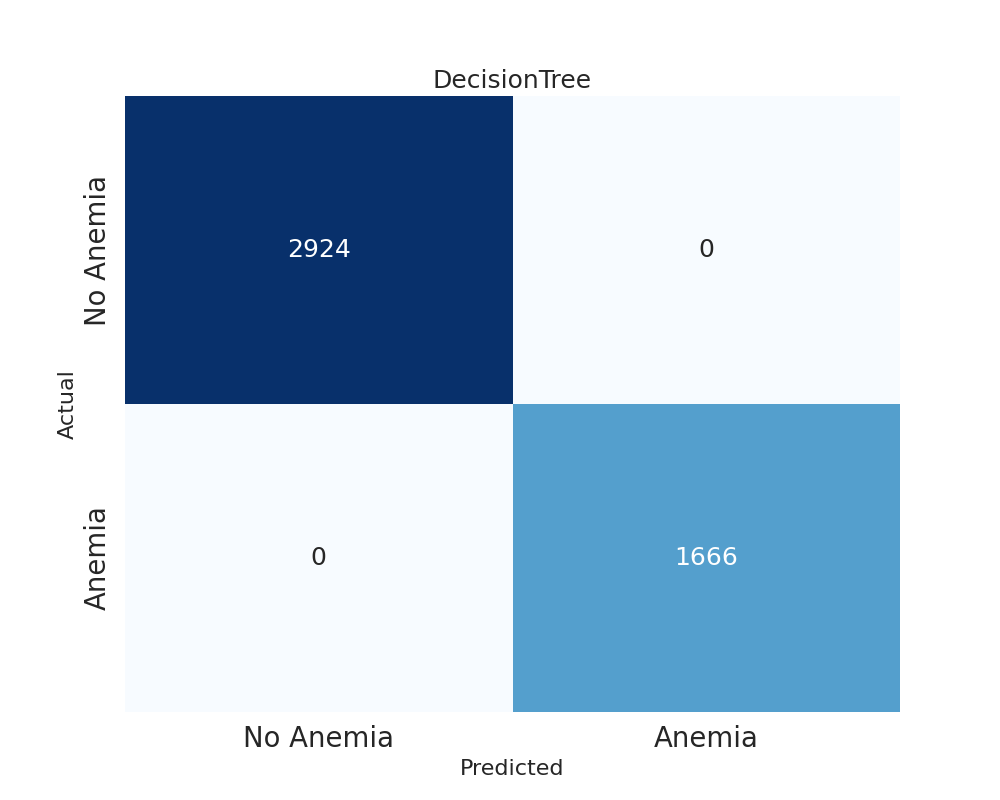 DecisionTree
Actual
No Anemia
2924
0
Anemia
0
1666
No Anemia
Anemia
Predicted